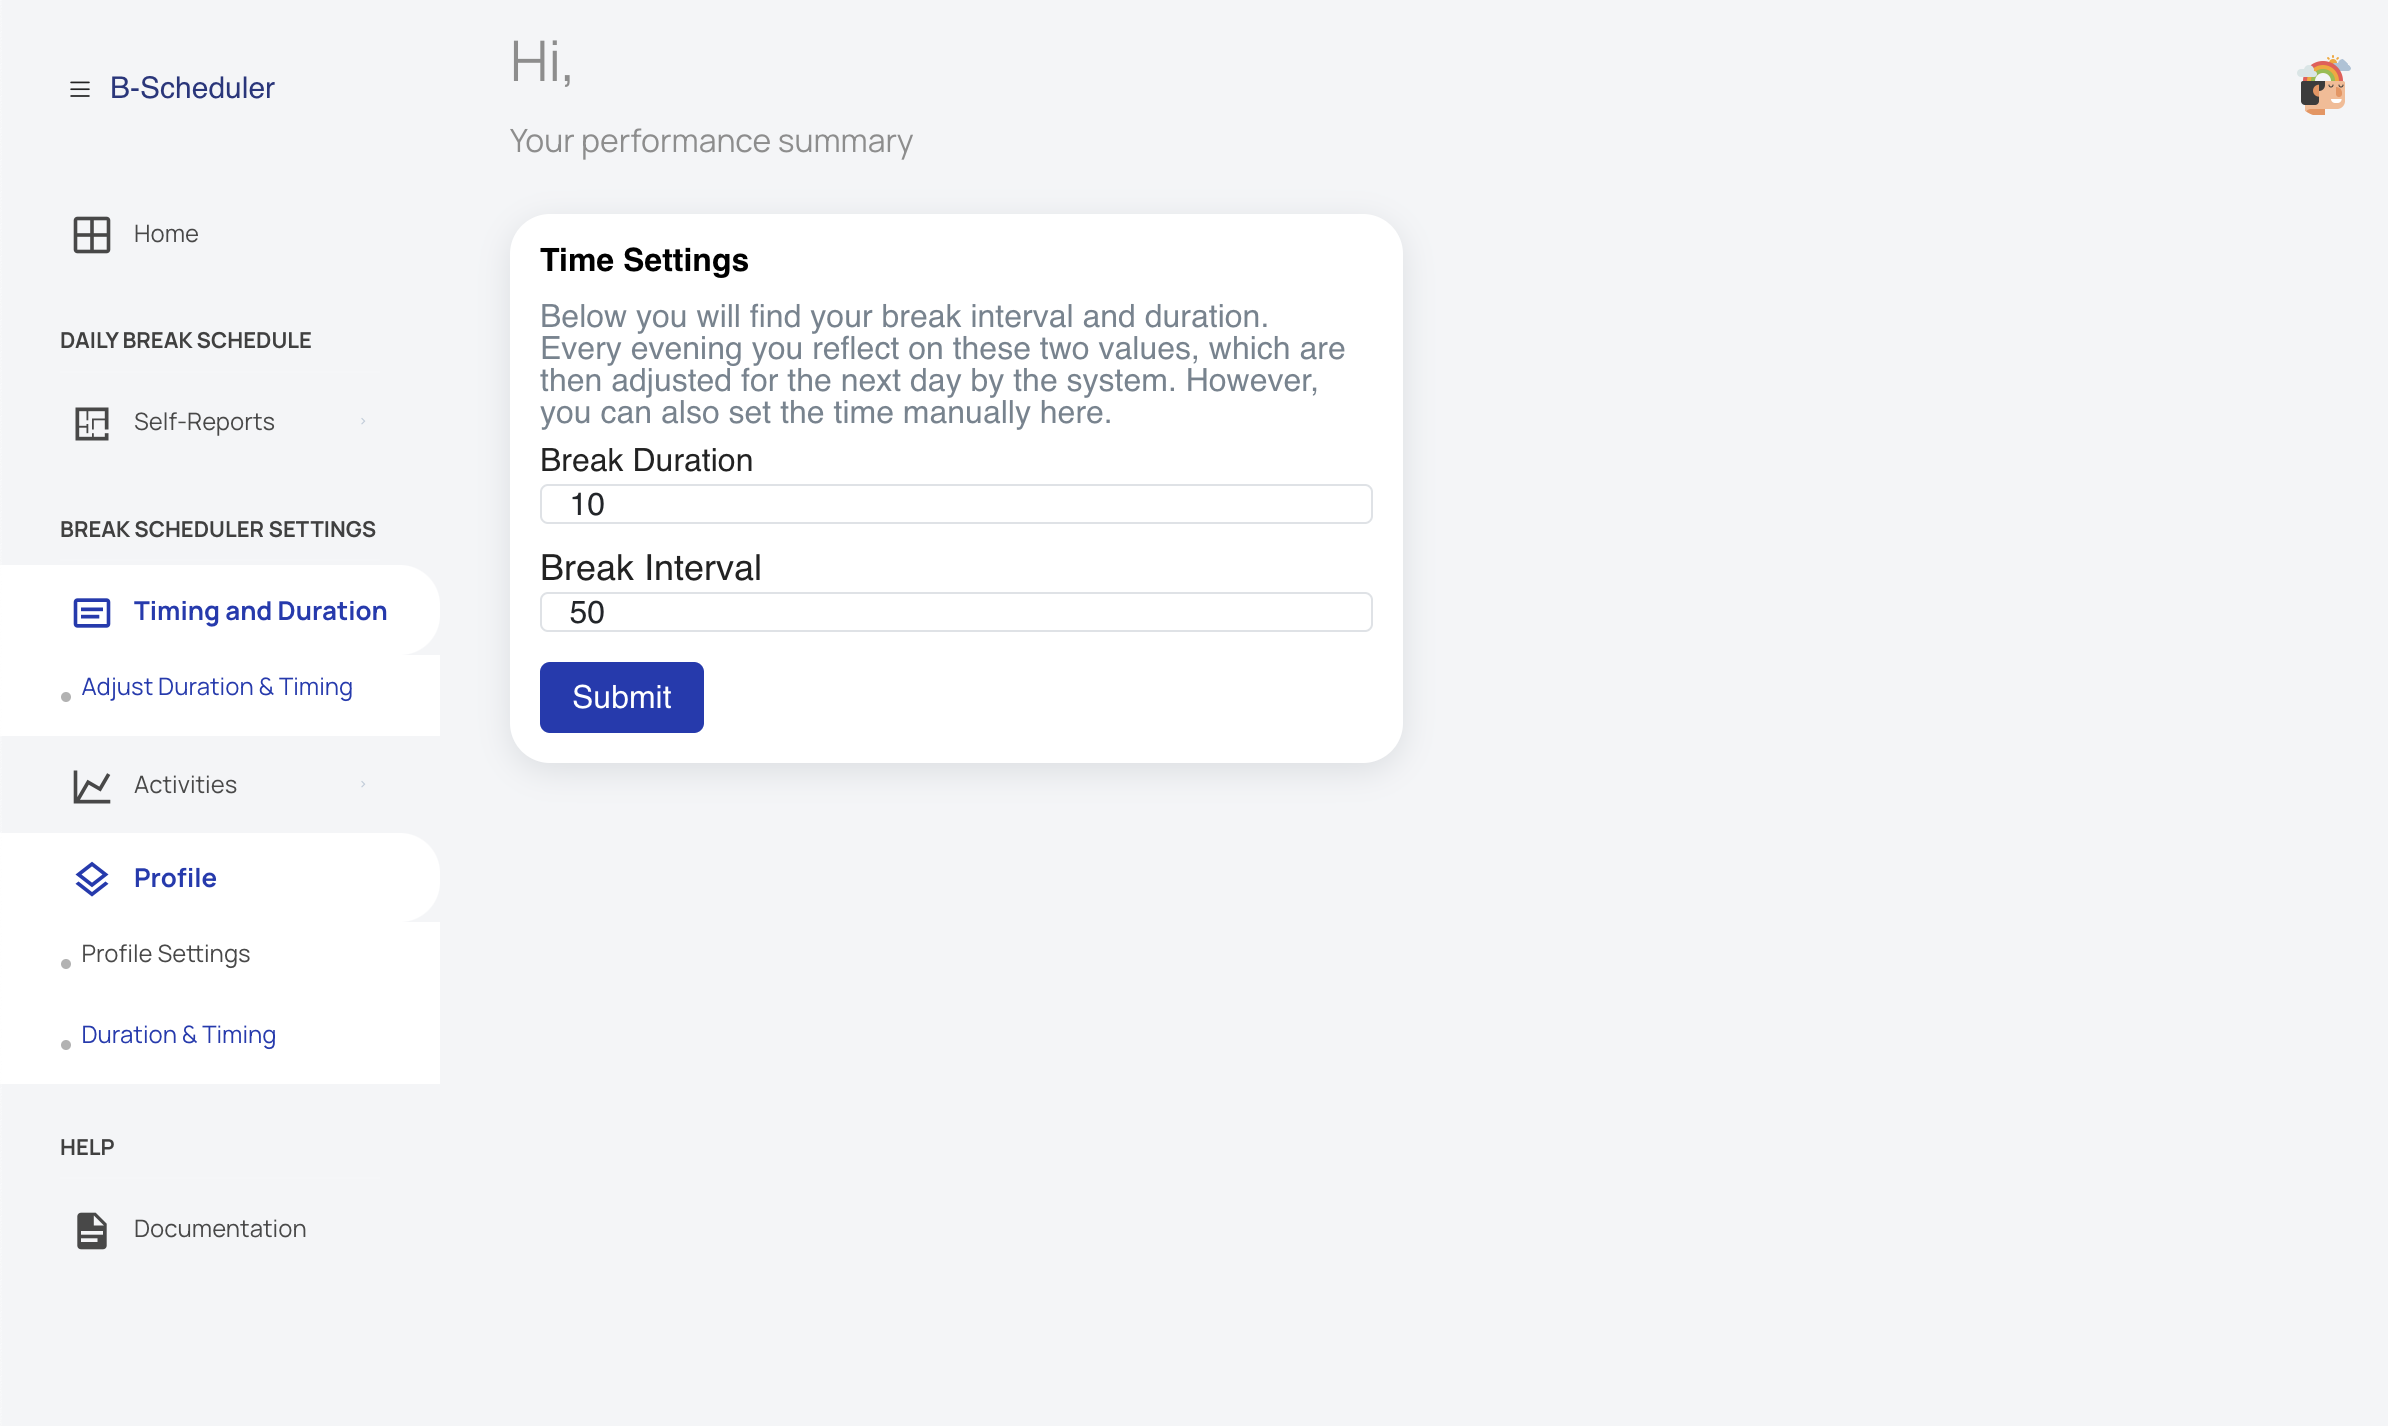 B-Scheduler
Home
DAILY BREAK SCHEDULE
Self-Reports
BREAK SCHEDULER SETTINGS
Timing and Duration
Adjust Duration & Timing
Activities
Profile
Profile Settings
Duration & Timing
HELP
Documentation
Hi,
Your performance summary
Time Settings
Below you will find your break interval and duration.
Every evening you reflect on these two values, which are
then adjusted for the next day by the system. However,
you can also set the time manually here.
Break Duration
10
Break Interval
50
Submit